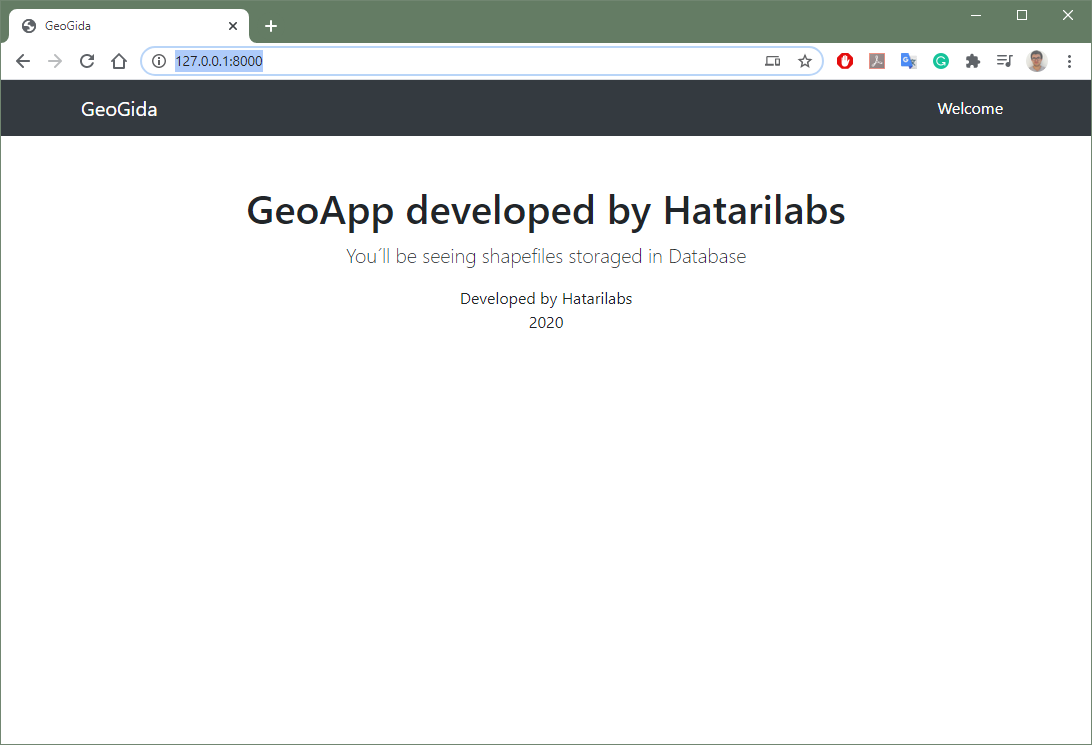 GeoGida
127.0.0.1:8000
GeoGida
Welcome
GeoApp developed by Hatarilabs
You´ll be seeing shapefiles storaged in Database
Developed by Hatarilabs
2020